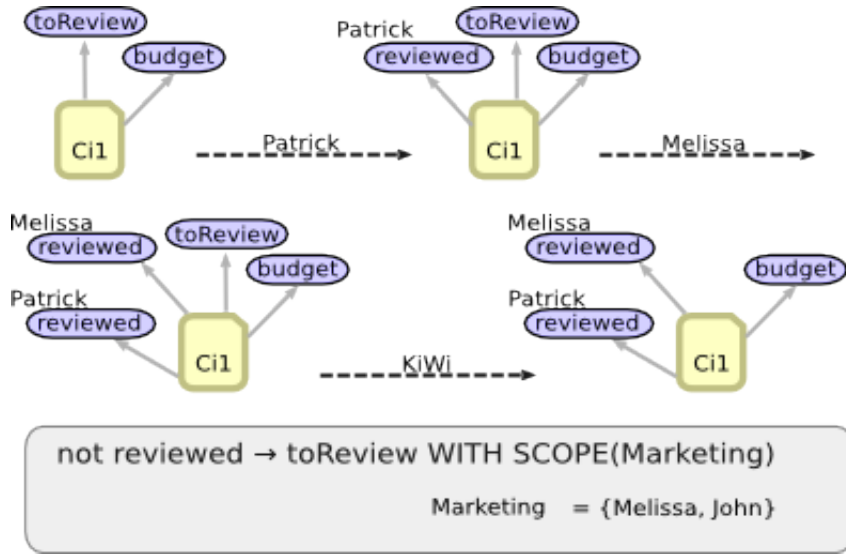 toReview
budget
Ci1
Patrick
Patrick
reviewed
toReview
budget
Ci1
Melissa
Melissa
reviewed
toReview
budget
Patrick
reviewed
Ci1
KiWi
Melissa
reviewed
budget
Patrick
reviewed
Ci1
not reviewed → toReview WITH SCOPE(Marketing)
Marketing = {Melissa, John}